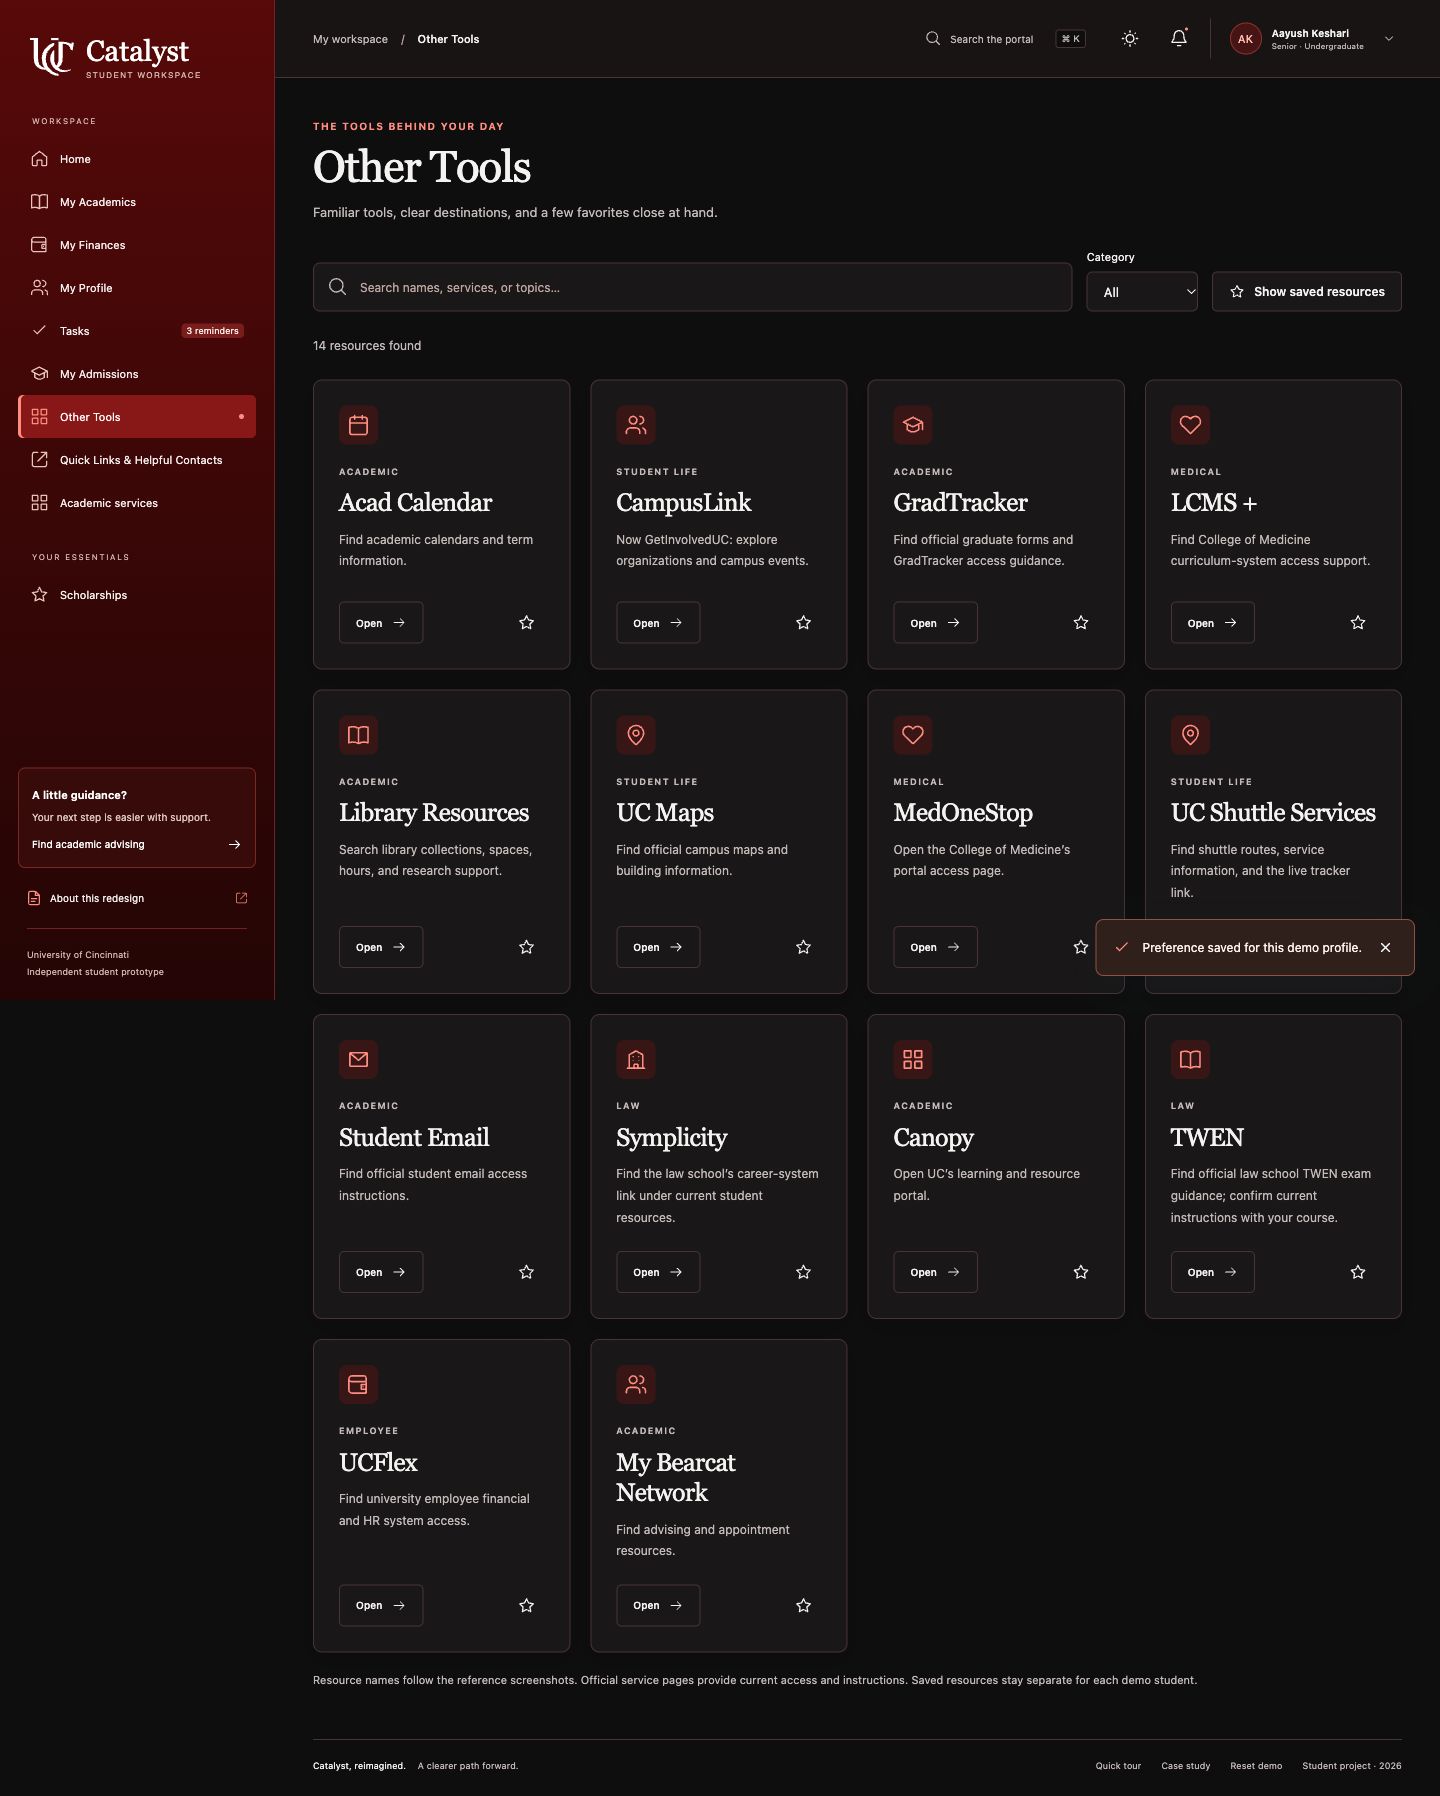 UC Catalyst
STUDENT WORKSPACE
WORKSPACE
Home
My Academics
My Finances
My Profile
Tasks
3 reminders
My Admissions
Other Tools
Quick Links & Helpful Contacts
Academic services
YOUR ESSENTIALS
Scholarships
A little guidance?
Your next step is easier with support.
Find academic advising
About this redesign
University of Cincinnati
Independent student prototype
My workspace / Other Tools
Search the portal
⌘ K
AK
Aayush Keshari
Senior · Undergraduate
THE TOOLS BEHIND YOUR DAY
Other Tools
Familiar tools, clear destinations, and a few favorites close at hand.
Search names, services, or topics...
Category
All
Show saved resources
14 resources found
ACADEMIC
Acad Calendar
Find academic calendars and term
information.
Open
STUDENT LIFE
CampusLink
Now GetInvolvedUC: explore
organizations and campus events.
Open
ACADEMIC
GradTracker
Find official graduate forms and
GradTracker access guidance.
Open
MEDICAL
LCMS +
Find College of Medicine
curriculum-system access support.
Open
ACADEMIC
Library Resources
Search library collections, spaces,
hours, and research support.
Open
STUDENT LIFE
UC Maps
Find official campus maps and
building information.
Open
MEDICAL
MedOneStop
Open the College of Medicine's
portal access page.
Open
STUDENT LIFE
UC Shuttle Services
Find shuttle routes, service
information, and the live tracker
link.
Preference saved for this demo profile.
ACADEMIC
Student Email
Find official student email access
instructions.
Open
LAW
Symplicity
Find the law school's career-system
link under current student
resources.
Open
ACADEMIC
Canopy
Open UC's learning and resource
portal.
Open
LAW
TWEN
Find official law school TWEN exam
guidance; confirm current
instructions with your course.
Open
EMPLOYEE
UCFlex
Find university employee financial
and HR system access.
Open
ACADEMIC
My Bearcat
Network
Find advising and appointment
resources.
Open
Resource names follow the reference screenshots. Official service pages provide current access and instructions. Saved resources stay separate for each demo student.
Catalyst, reimagined. A clearer path forward.
Quick tour
Case study
Reset demo
Student project · 2026